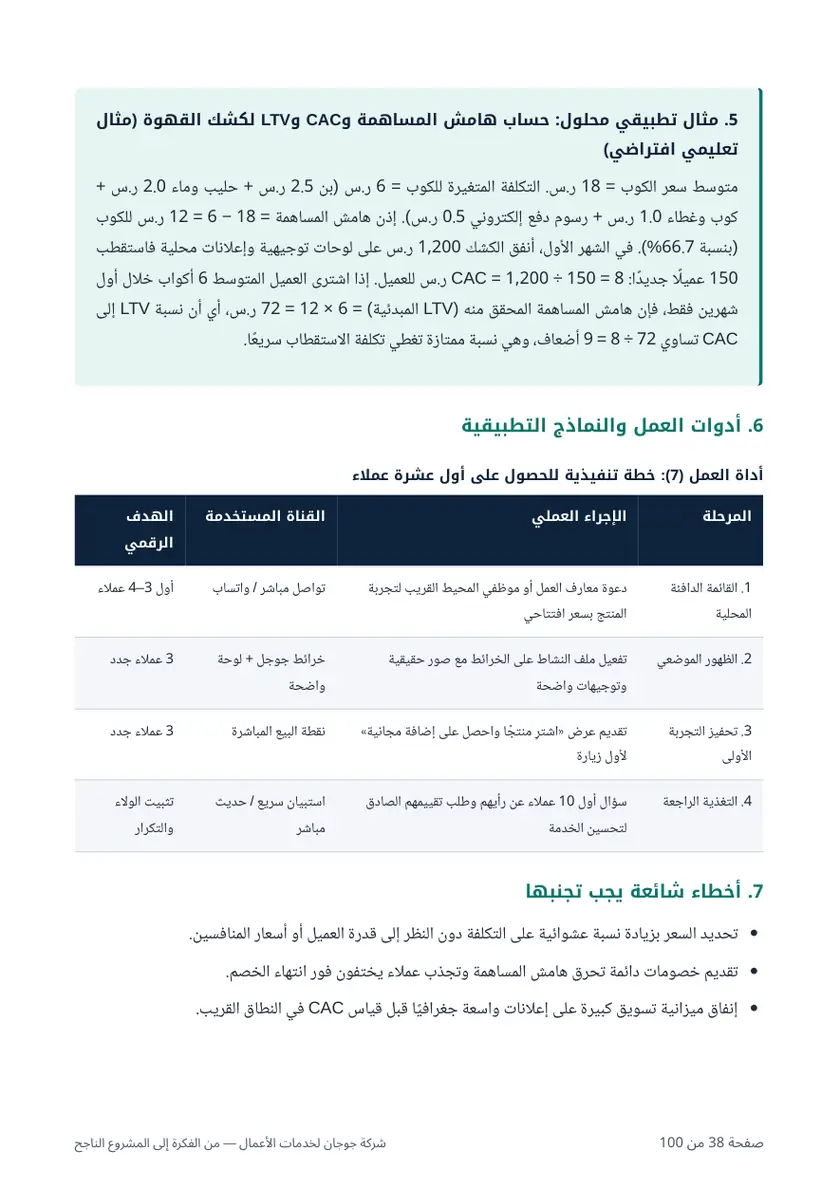 5. مثال تطبيقي محلول: حساب هامش المساهمة وCAC وLTV لكشك القهوة (مثال
تعليمي افتراضي)
متوسط سعر الكوب = 18 ر.س. التكلفة المتغيرة للكوب = 6 ر.س (بن 2.5 ر.س + حليب وماء 2.0 ر.س +
كوب وغطاء 1.0 ر.س + رسوم دفع إلكتروني 0.5 ر.س). إذن هامش المساهمة = 18 − 6 = 12 ر.س للكوب
(بنسبة 66.7%). في الشهر الأول، أنفق الكشك 1,200 ر.س على لوحات توجيهية وإعلانات محلية فاستقطب
150 عميلًا جديدًا: CAC = 1,200 ÷ 150 = 8 ر.س للعميل. إذا اشترى العميل المتوسط 6 أكواب خلال أول
شهرين فقط، فإن هامش المساهمة المحقق منه (LTV المبدئية) = 6 × 12 = 72 ر.س، أي أن نسبة LTV إلى
CAC تساوي 72 ÷ 8 = 9 أضعاف، وهي نسبة ممتازة تغطي تكلفة الاستقطاب سريعًا.
6. أدوات العمل والنماذج التطبيقية
أداة العمل (7): خطة تنفيذية للحصول على أول عشرة عملاء
المرحلة الإجراء العملي القناة المستخدمة الهدف
الرقمي
1. القائمة الدافئة دعوة معارف العمل أو موظفي المحيط القريب لتجربة تواصل مباشر / واتساب أول 3–4 عملاء
المحلية المنتج بسعر افتتاحي
2. الظهور الموضعي تفعيل ملف النشاط على الخرائط مع صور حقيقية خرائط جوجل + لوحة 3 عملاء جدد
وتوجيهات واضحة واضحة
3. تحفيز التجربة تقديم عرض «اشترِ منتجًا واحصل على إضافة مجانية» نقطة البيع المباشرة 3 عملاء جدد
الأولى لأول زيارة
4. التغذية الراجعة سؤال أول 10 عملاء عن رأيهم وطلب تقييمهم الصادق استبيان سريع / حديث تثبيت الولاء
لتحسين الخدمة مباشر والتكرار
7. أخطاء شائعة يجب تجنبها
• تحديد السعر بزيادة نسبة عشوائية على التكلفة دون النظر إلى قدرة العميل أو أسعار المنافسين.
• تقديم خصومات دائمة تحرق هامش المساهمة وتجذب عملاء يختفون فور انتهاء الخصم.
• إنفاق ميزانية تسويق كبيرة على إعلانات واسعة جغرافيًا قبل قياس CAC في النطاق القريب.
صفحة 38 من 100 شركة جوجان لخدمات الأعمال — من الفكرة إلى المشروع الناجح